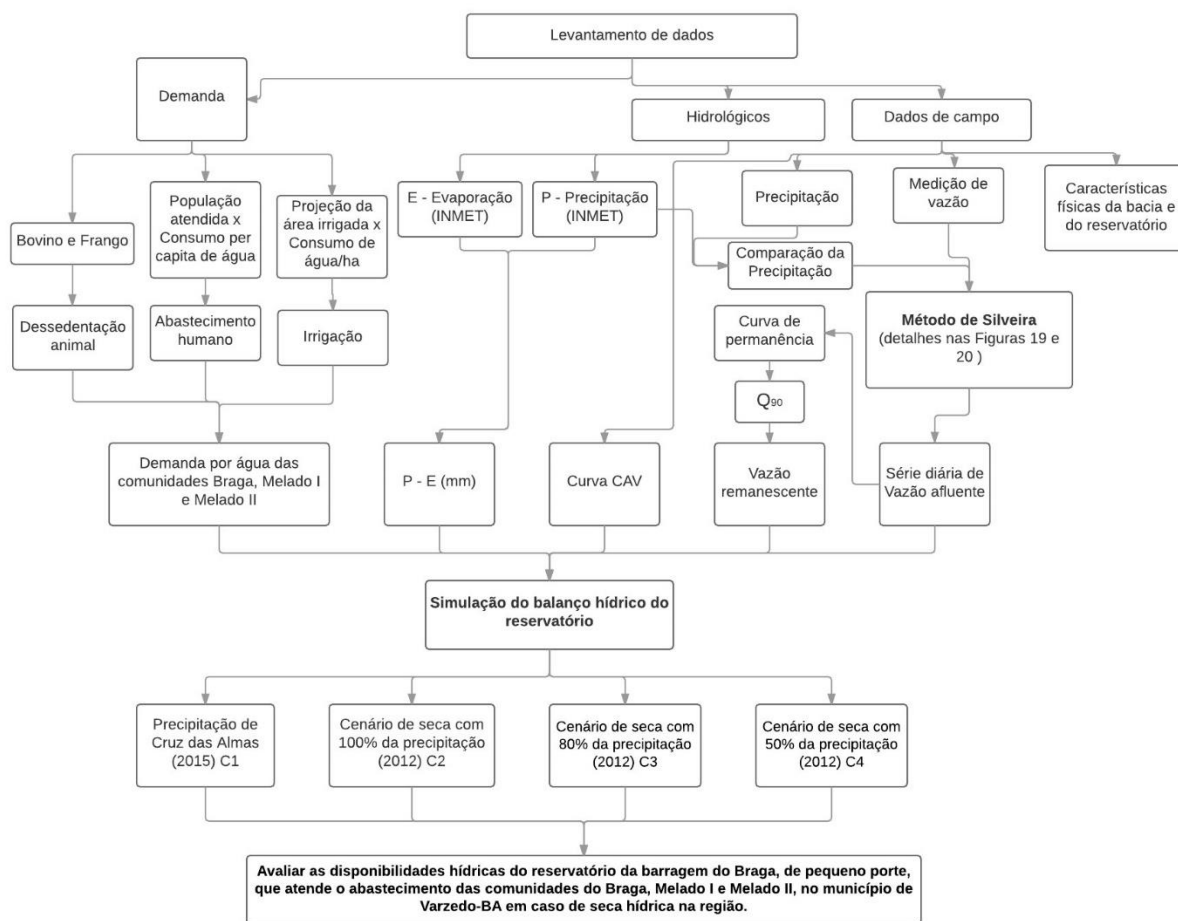 Levantamento de dados
Demanda
Hidrológicos
Dados de campo
Bovino e Frango
População
atendida x
Consumo per
capita de água
Projeção da
área irrigada x
Consumo de
água/ha
E - Evaporação
(INMET)
P - Precipitação
(INMET)
Precipitação
Medição de
vazão
Características
físicas da bacia e
do reservatório
Comparação da
Precipitação
Dessedentação
animal
Abastecimento
humano
Irrigação
Curva de
permanência
Método de Silveira
(detalhes nas Figuras 19 e
20 )
Q90
Demanda por água das
comunidades Braga, Melado I
e Melado II
P - E (mm)
Curva CAV
Vazão
remanescente
Série diária de
Vazão afluente
Simulação do balanço hídrico do
reservatório
Precipitação de
Cruz das Almas
(2015) C1
Cenário de seca com
100% da precipitação
(2012) C2
Cenário de seca com
80% da precipitação
(2012) C3
Cenário de seca com
50% da precipitação
(2012) C4
Avaliar as disponibilidades hídricas do reservatório da barragem do Braga, de pequeno porte,
que atende o abastecimento das comunidades do Braga, Melado I e Melado II, no município de
Varzedo-BA em caso de seca hídrica na região.